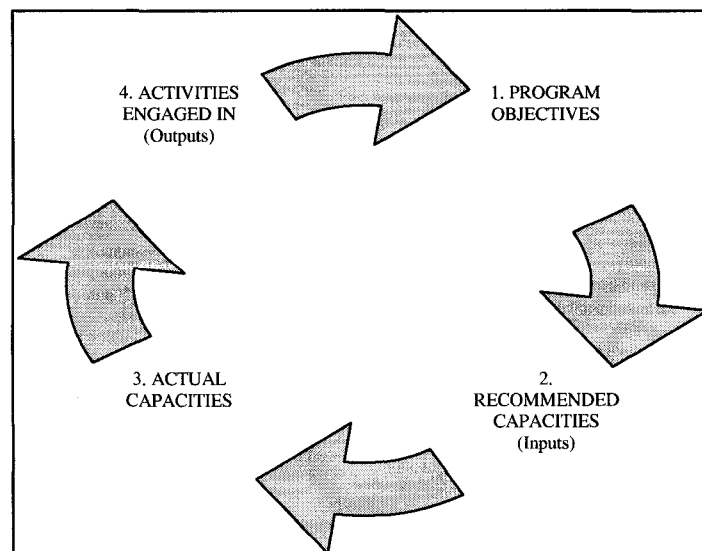 1. PROGRAM
OBJECTIVES
2.
RECOMMENDED
CAPACITIES
(Inputs)
3. ACTUAL
CAPACITIES
4. ACTIVITIES
ENGAGED IN
(Outputs)